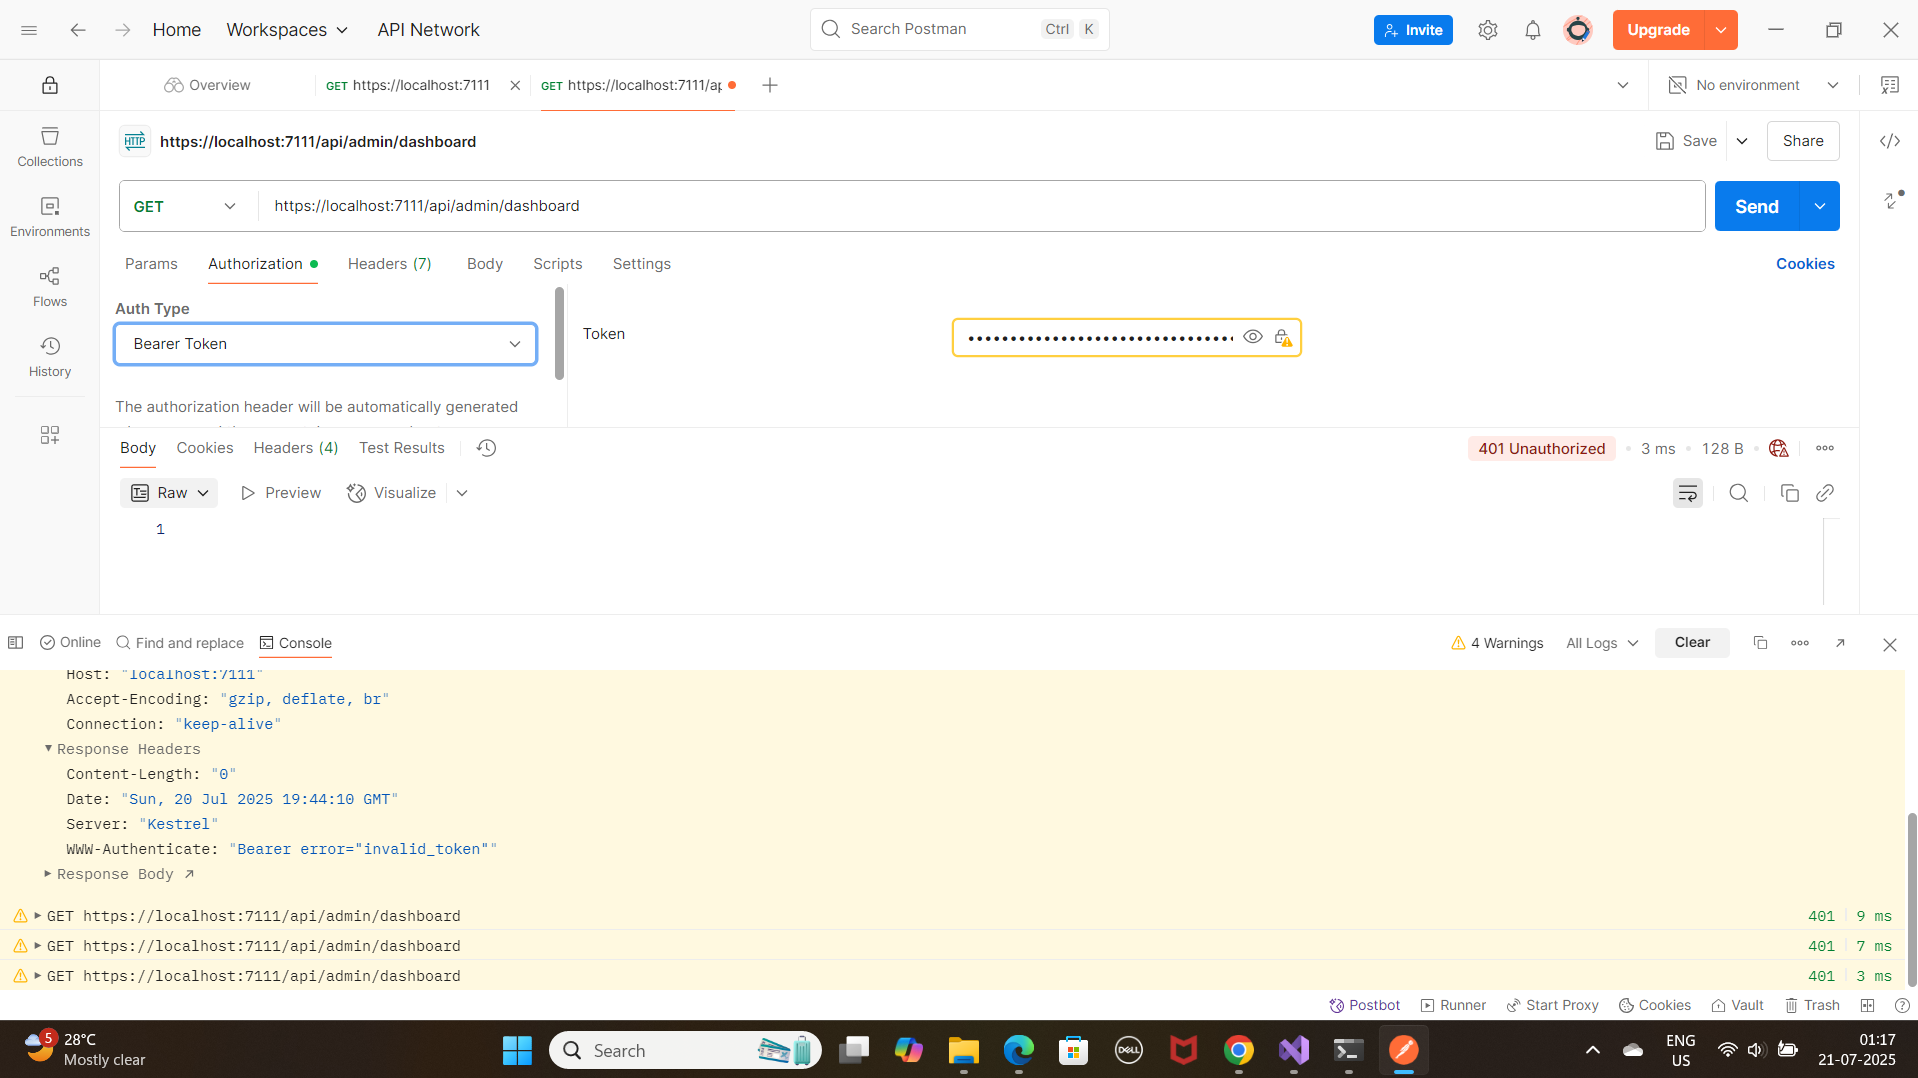 Home Workspaces API Network
Search Postman Ctrl K
Invite Upgrade
Overview GET https://localhost:7111 GET https://localhost:7111/ap No environment
HTTP https://localhost:7111/api/admin/dashboard Save Share
GET https://localhost:7111/api/admin/dashboard Send
Collections
Environments
Flows
History
Params Authorization Headers (7) Body Scripts Settings Cookies
Auth Type
Bearer Token
Token
••••••••••••••••••••••••••••••••
The authorization header will be automatically generated
Body Cookies Headers (4) Test Results 401 Unauthorized • 3 ms • 128 B
Raw Preview Visualize
1
Online Find and replace Console 4 Warnings All Logs Clear
Host: "localhost:7111"
Accept-Encoding: "gzip, deflate, br"
Connection: "keep-alive"
Response Headers
Content-Length: "0"
Date: "Sun, 20 Jul 2025 19:44:10 GMT"
Server: "Kestrel"
WWW-Authenticate: "Bearer error="invalid_token""
Response Body
GET https://localhost:7111/api/admin/dashboard 401 9 ms
GET https://localhost:7111/api/admin/dashboard 401 7 ms
GET https://localhost:7111/api/admin/dashboard 401 3 ms
Postbot Runner Start Proxy Cookies Vault Trash
5 28°C
Mostly clear
Search
DELL
ENG
US
01:17
21-07-2025